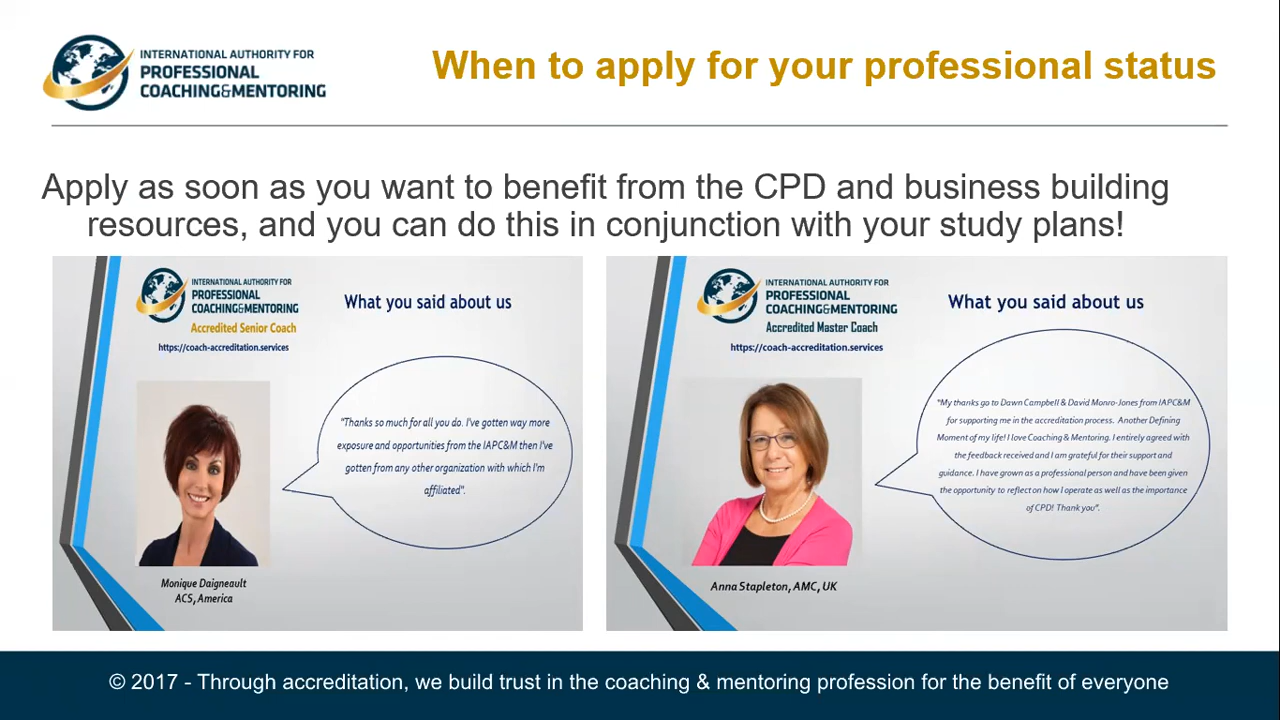 INTERNATIONAL AUTHORITY FOR
PROFESSIONAL
COACHING&MENTORING
When to apply for your professional status
Apply as soon as you want to benefit from the CPD and business building
resources, and you can do this in conjunction with your study plans!
INTERNATIONAL AUTHORITY FOR
PROFESSIONAL
COACHING&MENTORING
Accredited Senior Coach
https://coach-accreditation.services
What you said about us
"Thanks so much for all you do. I've gotten way more
exposure and opportunities from the IAPC&M then I've
gotten from any other organization with which I'm
affiliated".
Monique Daigneault
ACS, America
INTERNATIONAL AUTHORITY FOR
PROFESSIONAL
COACHING&MENTORING
Accredited Master Coach
https://coach-accreditation.services
What you said about us
"My thanks go to Dawn Campbell & David Monro-Jones from IAPC&M
for supporting me in the accreditation process. Another Defining
Moment of my life! I love Coaching & Mentoring. I entirely agreed with
the feedback received and I am grateful for their support and
guidance. I have grown as a professional person and have been given
the opportunity to reflect on how I operate as well as the importance
of CPD! Thank you".
Anna Stapleton, AMC, UK
© 2017 - Through accreditation, we build trust in the coaching & mentoring profession for the benefit of everyone